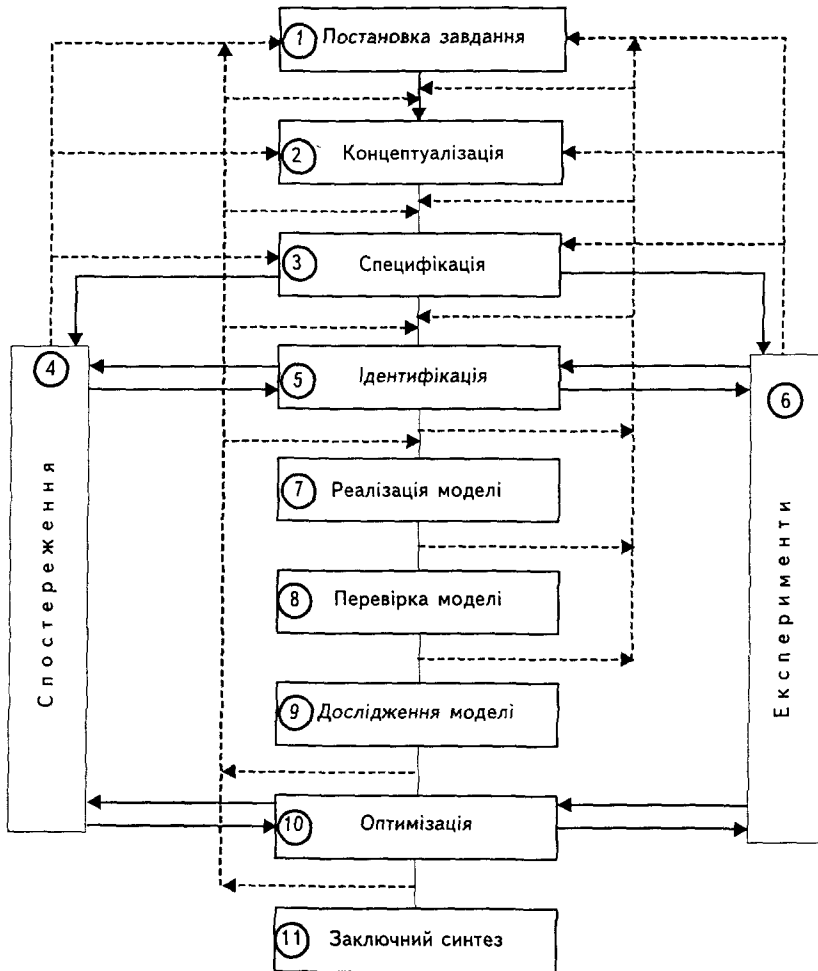 1 Постановка завдання
2 Концептуалізація
3 Специфікація
4 Спостереження
5 Ідентифікація
6 Експерименти
7 Реалізація моделі
8 Перевірка моделі
9 Дослідження моделі
10 Оптимізація
11 Заключний синтез